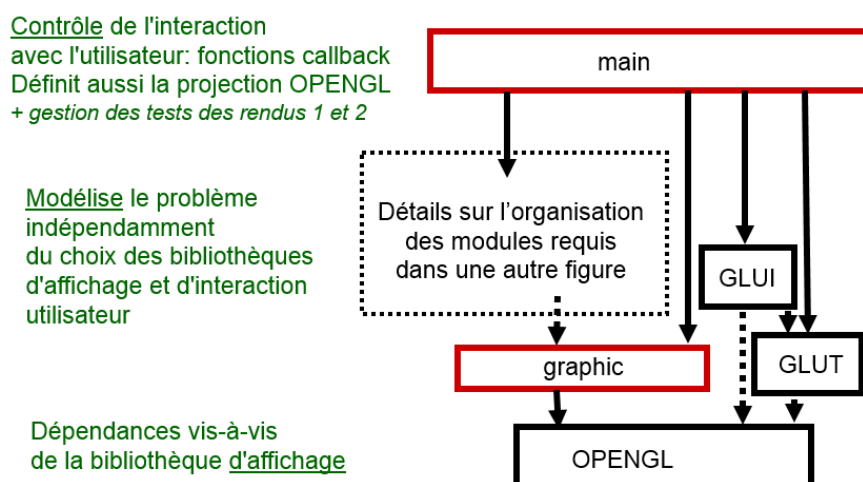 Contrôle de l'interaction
avec l'utilisateur: fonctions callback
Définit aussi la projection OPENGL
+ gestion des tests des rendus 1 et 2
main
Modélise le problème
indépendamment
du choix des bibliothèques
d'affichage et d'interaction
utilisateur
Détails sur l’organisation
des modules requis
dans une autre figure
GLUI
graphic
GLUT
Dépendances vis-à-vis
de la bibliothèque d'affichage
OPENGL